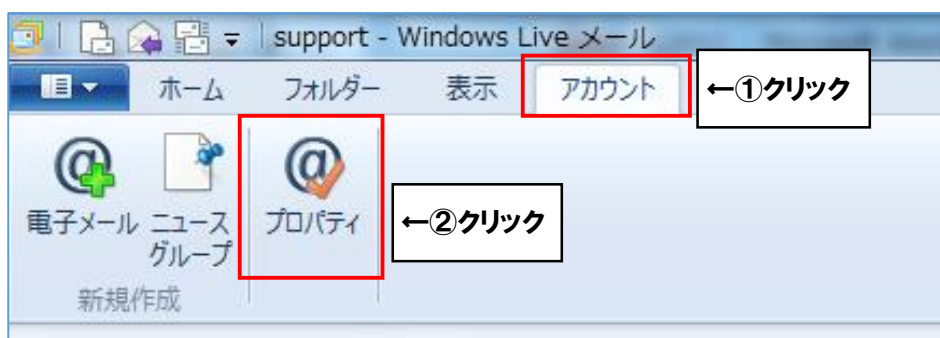 support - Windows Live メール
ホーム フォルダー 表示 アカウント ←①クリック
電子メール ニュース グループ プロパティ ←②クリック
新規作成